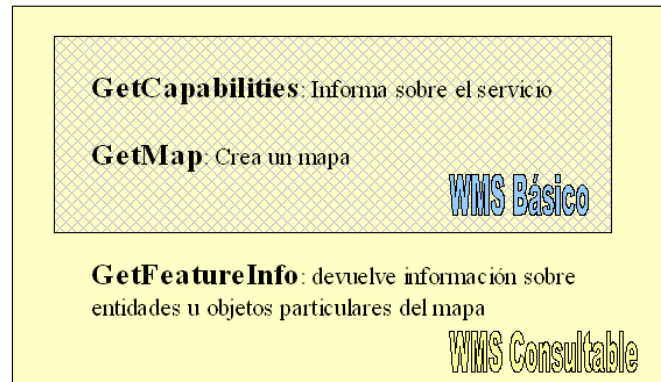 GetCapabilities: Informa sobre el servicio
GetMap: Crea un mapa
WMS Básico
GetFeatureInfo: devuelve información sobre
entidades u objetos particulares del mapa
WMS Consultable